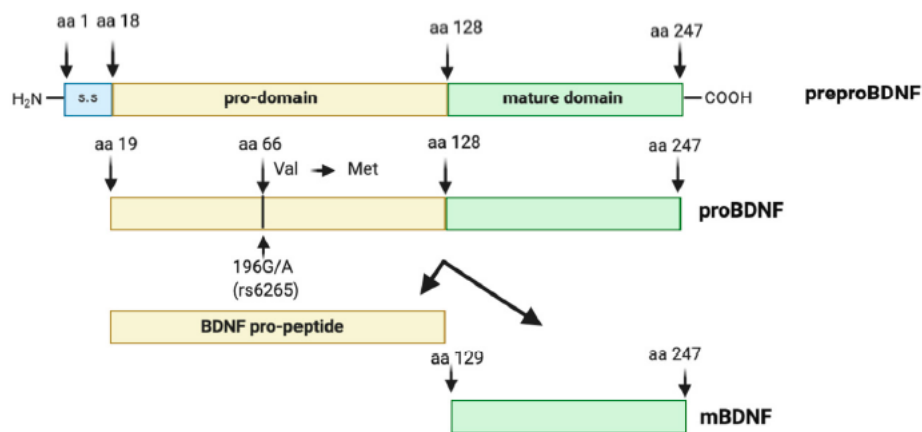 aa 1 aa 18 aa 128 aa 247
H₂N s.s pro-domain mature domain COOH preproBDNF
aa 19 aa 66 aa 128 aa 247
Val Met
proBDNF
196G/A
(rs6265)
BDNF pro-peptide
aa 129 aa 247
mBDNF